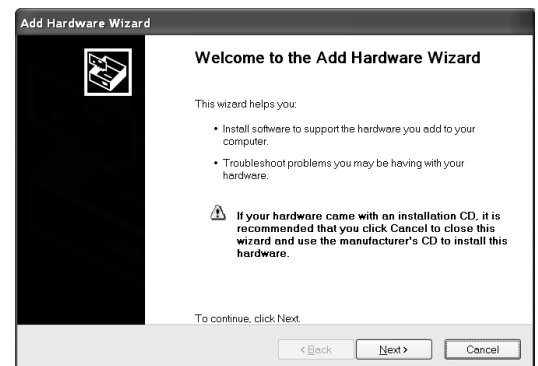 Add Hardware Wizard
Welcome to the Add Hardware Wizard
This wizard helps you:
• Install software to support the hardware you add to your
computer.
• Troubleshoot problems you may be having with your
hardware.
If your hardware came with an installation CD, it is
recommended that you click Cancel to close this
wizard and use the manufacturer's CD to install this
hardware.
To continue, click Next.
< Back
Next >
Cancel